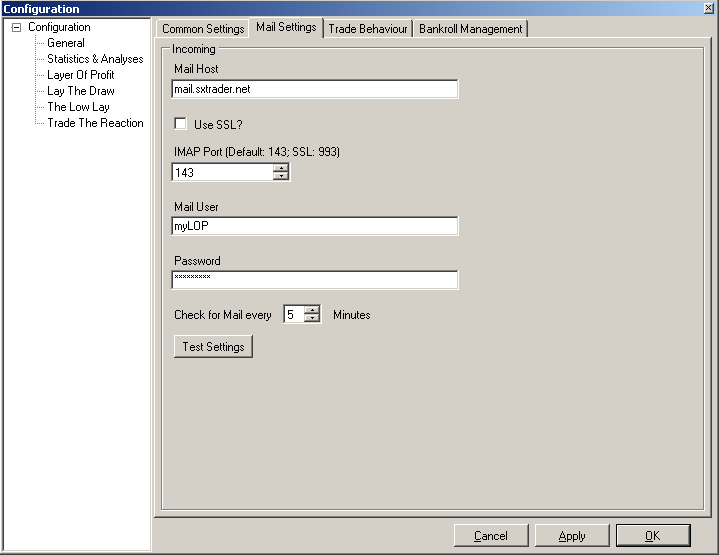 Configuration
Configuration
General
Statistics & Analyses
Layer Of Profit
Lay The Draw
The Low Lay
Trade The Reaction
Common Settings Mail Settings Trade Behaviour Bankroll Management
Incoming
Mail Host
mail.sxtrader.net
Use SSL?
IMAP Port (Default: 143; SSL: 993)
143
Mail User
myLOP
Password
*********
Check for Mail every 5 Minutes
Test Settings
Cancel Apply OK